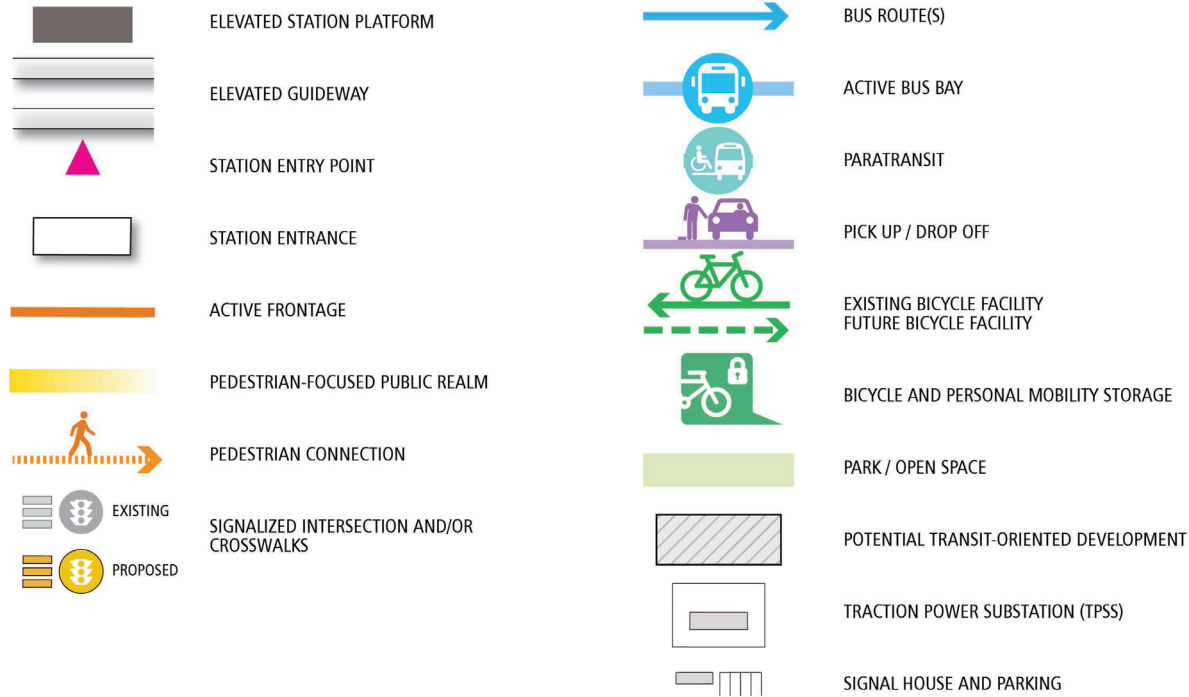 ELEVATED STATION PLATFORM
ELEVATED GUIDEWAY
STATION ENTRY POINT
STATION ENTRANCE
ACTIVE FRONTAGE
PEDESTRIAN-FOCUSED PUBLIC REALM
PEDESTRIAN CONNECTION
EXISTING
PROPOSED
SIGNALIZED INTERSECTION AND/OR
CROSSWALKS
BUS ROUTE(S)
ACTIVE BUS BAY
PARATRANSIT
PICK UP / DROP OFF
EXISTING BICYCLE FACILITY
FUTURE BICYCLE FACILITY
BICYCLE AND PERSONAL MOBILITY STORAGE
PARK / OPEN SPACE
POTENTIAL TRANSIT-ORIENTED DEVELOPMENT
TRACTION POWER SUBSTATION (TPSS)
SIGNAL HOUSE AND PARKING